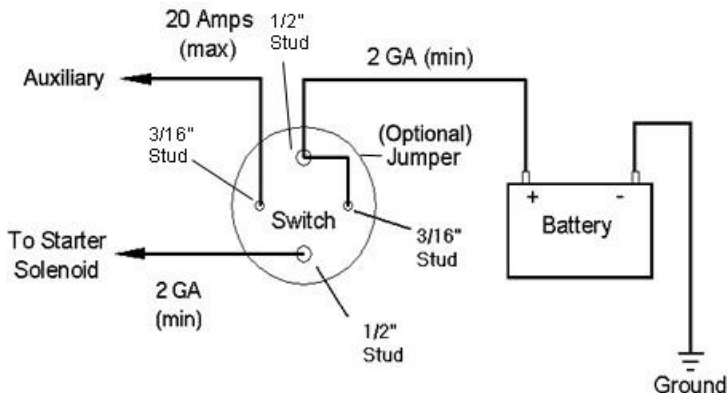 20 Amps
(max)
1/2"
Stud
2 GA (min)
Auxiliary
3/16"
Stud
(Optional)
Jumper
+
-
Battery
Switch
3/16"
Stud
To Starter
Solenoid
2 GA
(min)
1/2"
Stud
Ground